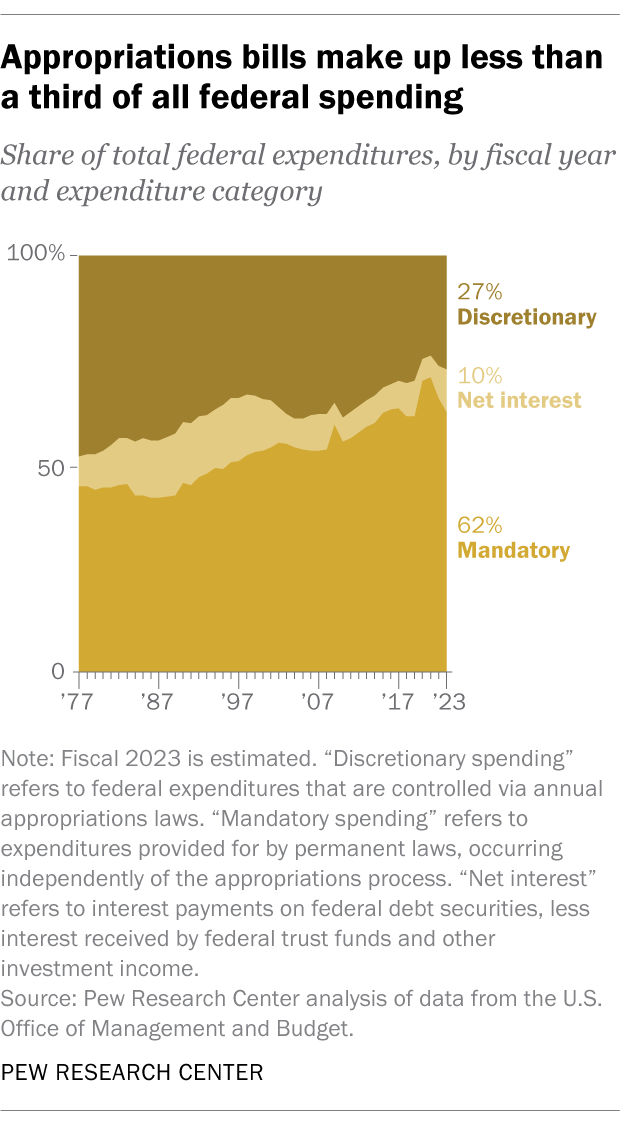 Appropriations bills make up less than
a third of all federal spending
Share of total federal expenditures, by fiscal year
and expenditure category
100%
27%
Discretionary
10%
Net interest
50
62%
Mandatory
0
’77 ’87 ’97 ’07 ’17 ’23
Note: Fiscal 2023 is estimated. “Discretionary spending”
refers to federal expenditures that are controlled via annual
appropriations laws. “Mandatory spending” refers to
expenditures provided for by permanent laws, occurring
independently of the appropriations process. “Net interest”
refers to interest payments on federal debt securities, less
interest received by federal trust funds and other
investment income.
Source: Pew Research Center analysis of data from the U.S.
Office of Management and Budget.
PEW RESEARCH CENTER